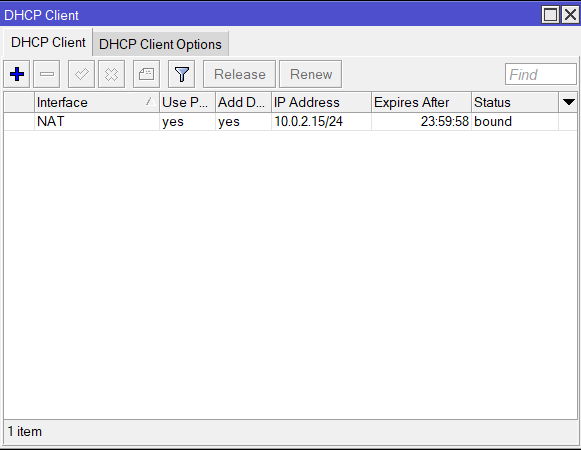 DHCP Client
DHCP Client DHCP Client Options
Release Renew Find
Interface Use P... Add D... IP Address Expires After Status
NAT yes yes 10.0.2.15/24 23:59:58 bound
1 item